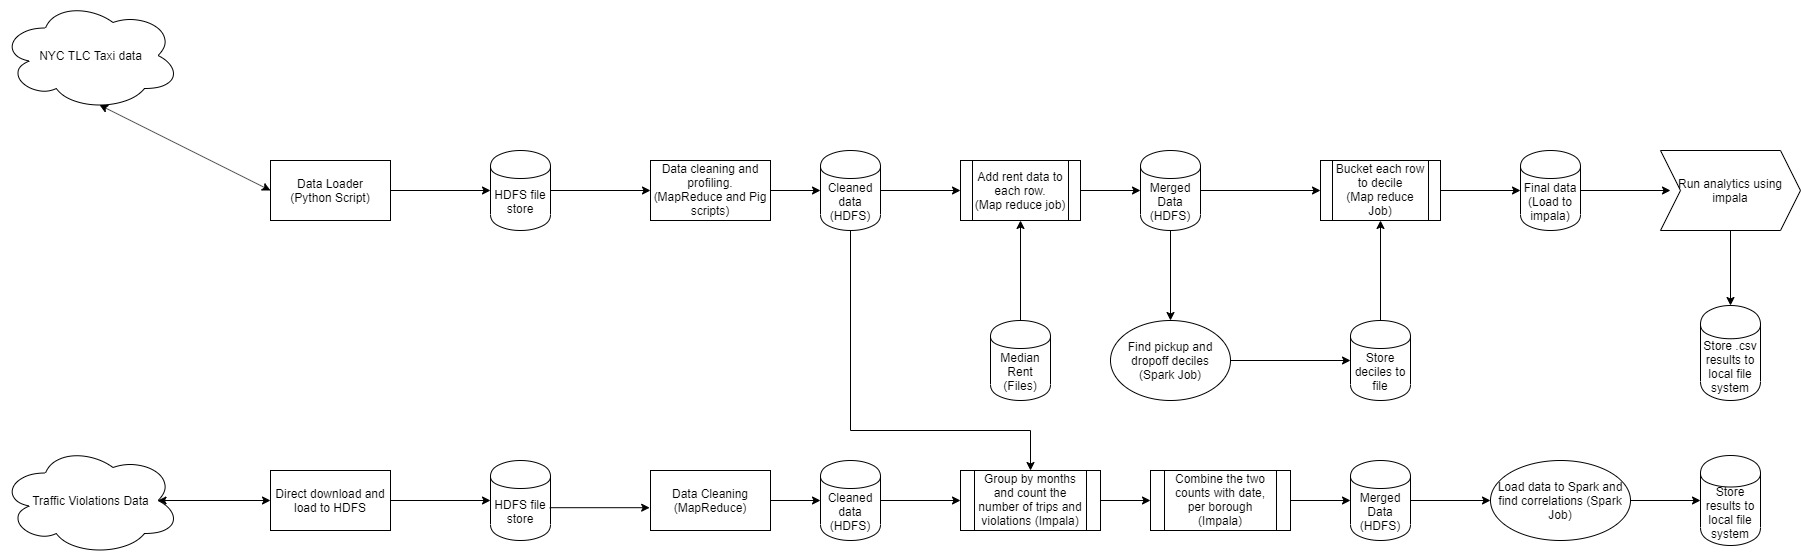 NYC TLC Taxi data
Data Loader
(Python Script)
HDFS file
store
Data cleaning and
profiling.
(MapReduce and Pig
scripts)
Cleaned
data
(HDFS)
Add rent data to
each row.
(Map reduce job)
Merged
Data
(HDFS)
Bucket each row
to decile
(Map reduce
Job)
Final data
(Load to
impala)
Run analytics using
impala
Median
Rent
(Files)
Find pickup and
dropoff deciles
(Spark Job)
Store
deciles to
file
Store .csv
results to
local file
system
Traffic Violations Data
Direct download and
load to HDFS
HDFS file
store
Data Cleaning
(MapReduce)
Cleaned
data
(HDFS)
Group by months
and count the
number of trips and
violations (Impala)
Combine the two
counts with date,
per borough
(Impala)
Merged
Data
(HDFS)
Load data to Spark and
find correlations (Spark
Job)
Store
results to
local file
system